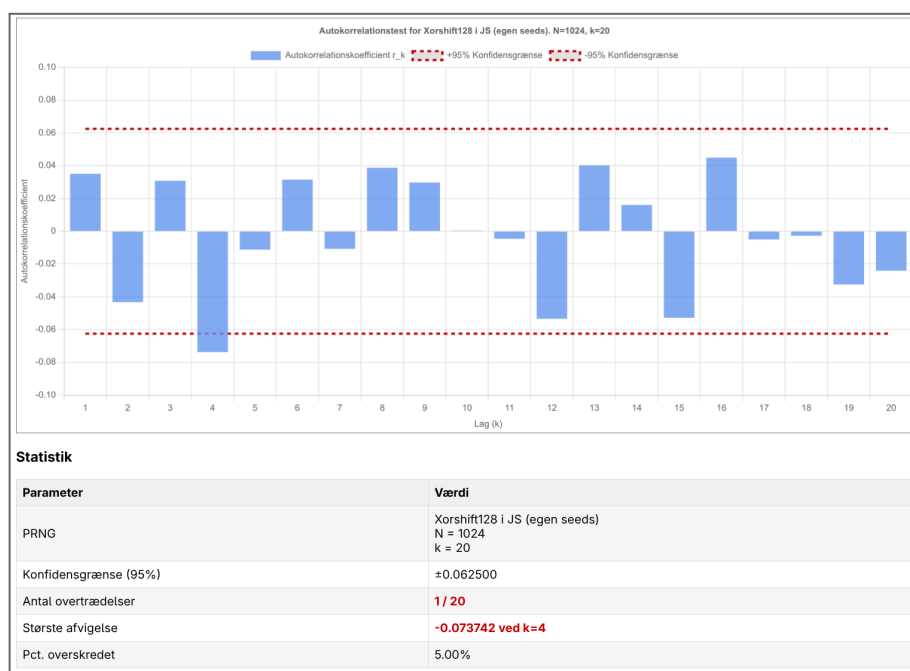 Autokorrelationstest for Xorshift128 i JS (egen seeds). N=1024, k=20
Autokorrelationskoefficient r_k +95% Konfidensgrænse -95% Konfidensgrænse
0.10
0.08
0.06
0.04
0.02
0
-0.02
-0.04
-0.06
-0.08
-0.10
Autokorrelationskoefficient
1 2 3 4 5 6 7 8 9 10 11 12 13 14 15 16 17 18 19 20
Lag (k)
Statistik
Parameter Værdi
PRNG Xorshift128 i JS (egen seeds)
N = 1024
k = 20
Konfidensgrænse (95%) ±0.062500
Antal overtrædelser 1 / 20
Største afvigelse -0.073742 ved k=4
Pct. overskredet 5.00%